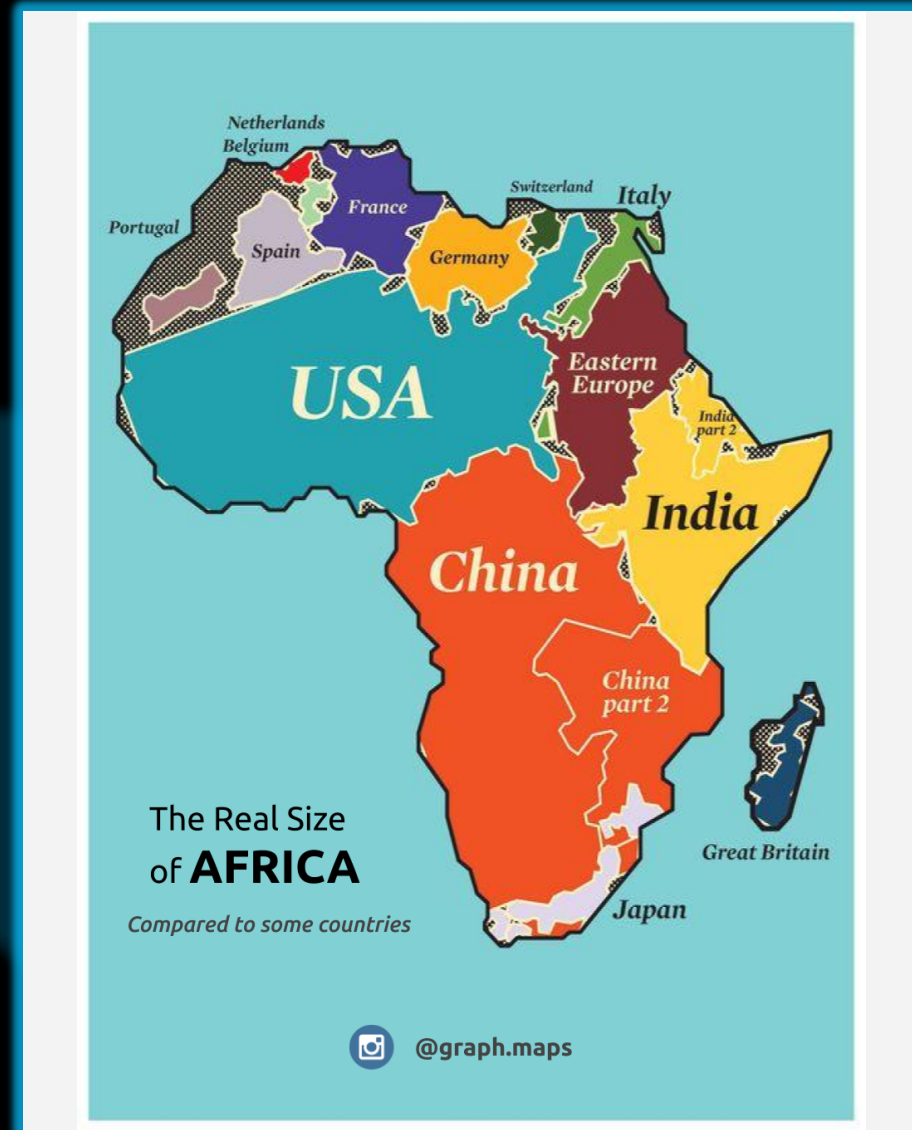 Netherlands
Belgium
Switzerland
Italy
Portugal
France
Spain
Germany
USA
Eastern
Europe
India
part 2
India
China
China
part 2
The Real Size
of AFRICA
Great Britain
Compared to some countries
Japan
@graph.maps